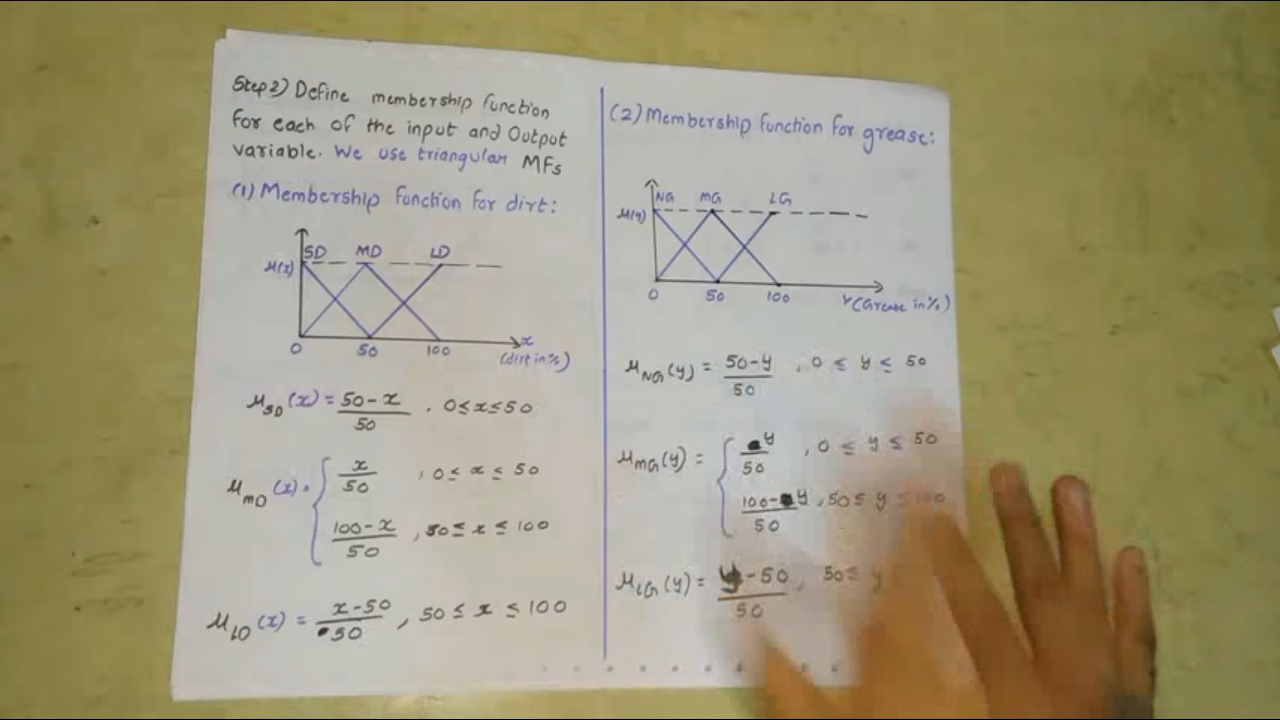 Step2) Define membership function
for each of the input and Output
variable. We use triangular MFs
(1) Membership function for dirt:
SD MD LD
μ(x)
0 50 100
x
(dirt in %)
μSD (x) = 50-x / 50 , 0≤x≤50
μMD (x) = { x / 50 , 0 ≤ x ≤ 50
100-x / 50 , 50 ≤ x ≤ 100
μLD (x) = x-50 / 50 , 50 ≤ x ≤ 100
(2) Membership function for grease:
NG MG LG
μ(y)
0 50 100 Y (Grease in %)
μNG (y) = 50-y / 50 , 0 ≤ y ≤ 50
μMG (y) = { y / 50 , 0 ≤ y ≤ 50
100-y / 50 , 50 ≤ y ≤ 100
μLG (y) = y-50 / 50 , 50 ≤ y